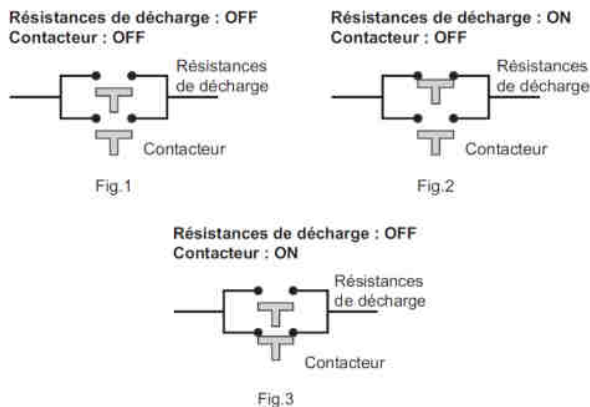 Résistances de décharge : OFF
Contacteur : OFF
Résistances
de décharge
Contacteur
Fig.1
Résistances de décharge : ON
Contacteur : OFF
Résistances
de décharge
Contacteur
Fig.2
Résistances de décharge : OFF
Contacteur : ON
Résistances
de décharge
Contacteur
Fig.3